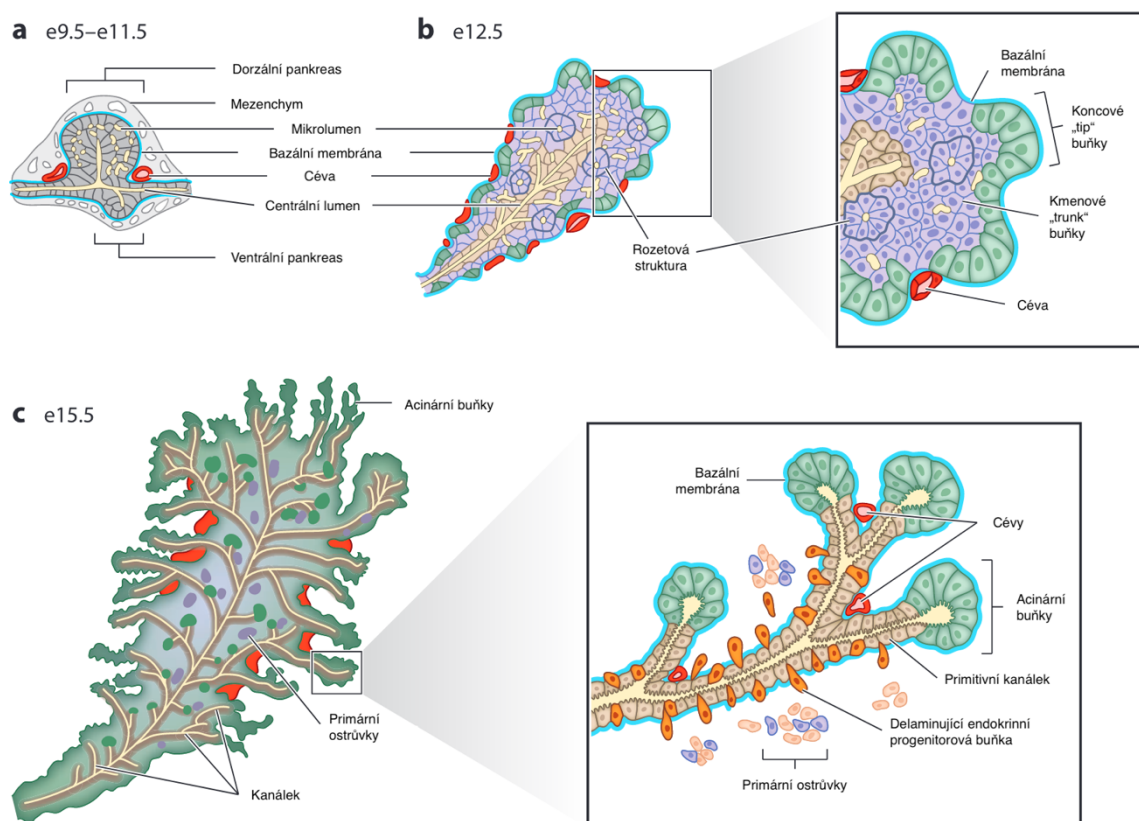 a e9.5–e11.5
Dorzální pankreas
Mezenchym
Mikrolumen
Bazální membrána
Céva
Centrální lumen
Ventrální pankreas
b e12.5
Rozetová
struktura
Bazální
membrána
Koncové
„tip“
buňky
Kmenové
„trunk“
buňky
Céva
c e15.5
Acinární buňky
Primární
ostrůvky
Kanálek
Bazální
membrána
Cévy
Acinární
buňky
Primitivní kanálek
Delaminující endokrinní
progenitorová buňka
Primární ostrůvky